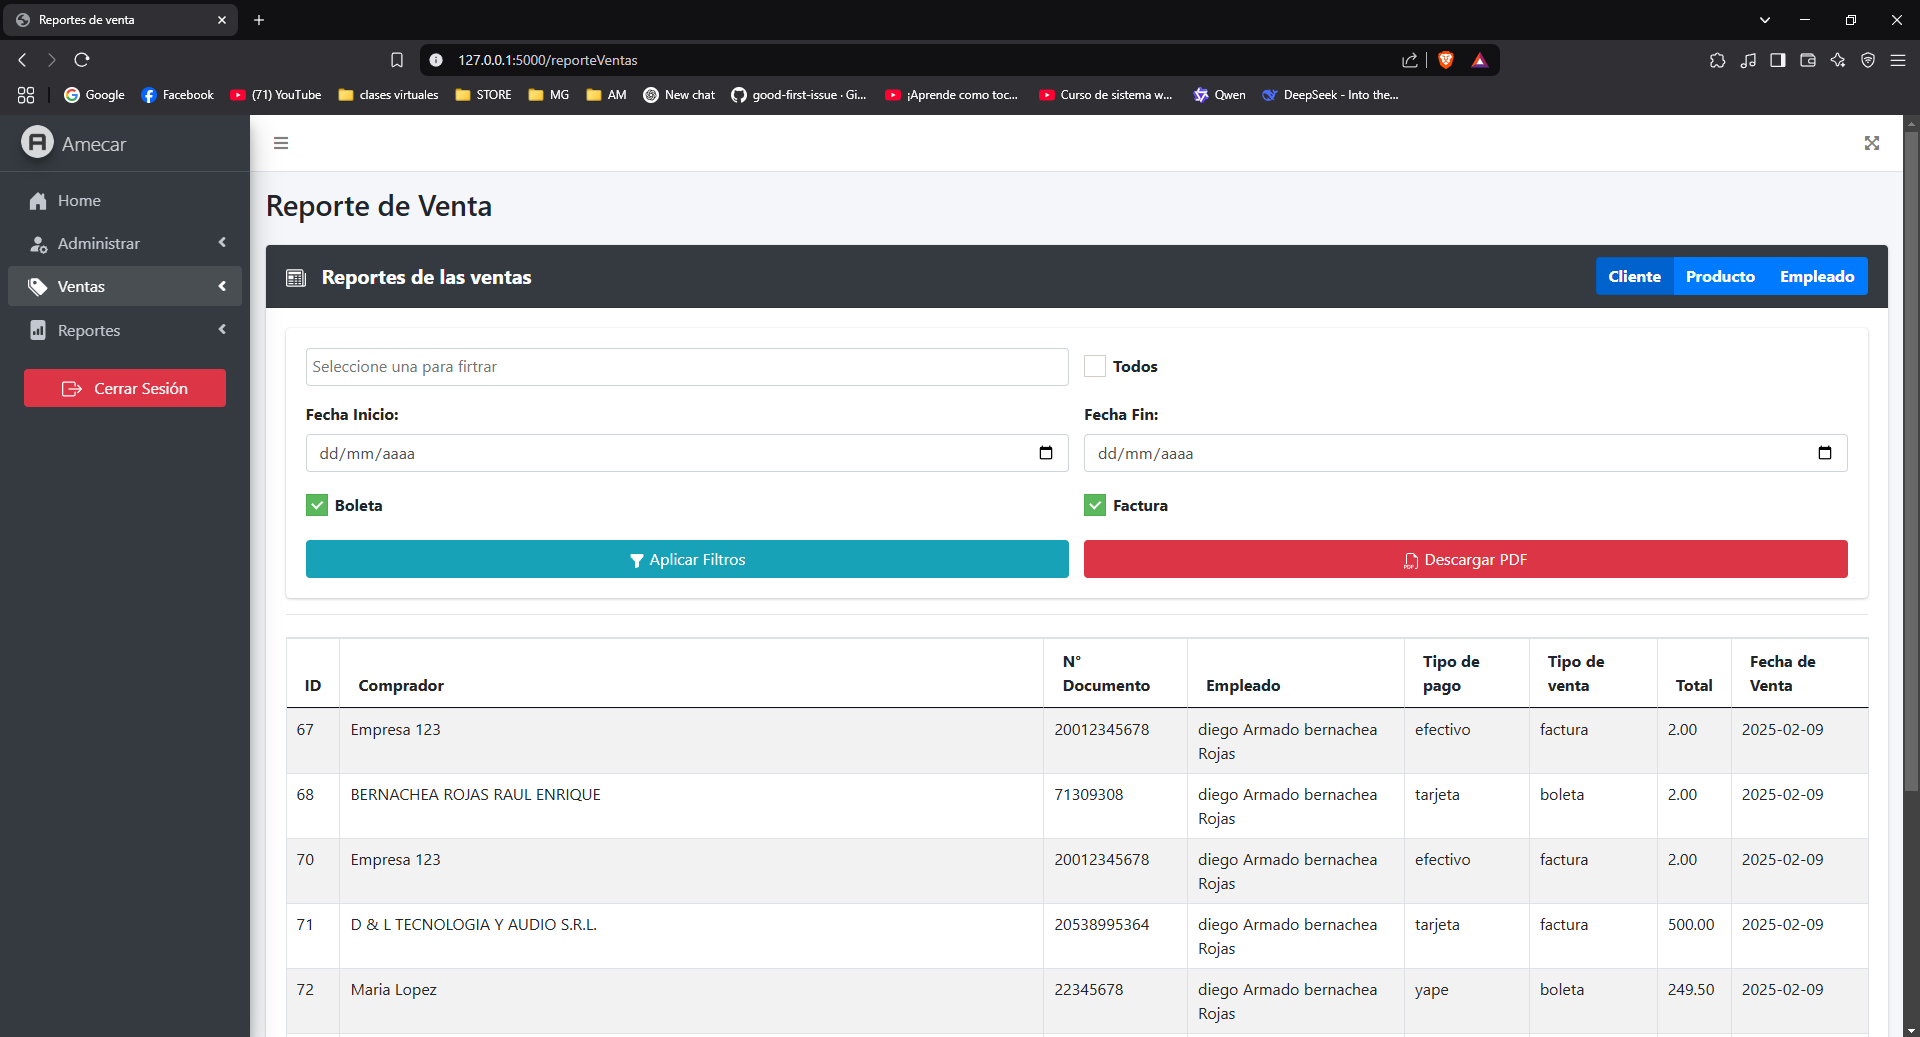 Reportes de venta
127.0.0.1:5000/reporteVentas
Google
Facebook
(71) YouTube
clases virtuales
STORE
MG
AM
New chat
good-first-issue · Gi...
¡Aprende como toc...
Curso de sistema w...
Qwen
DeepSeek - Into the...
Amecar
Home
Administrar
Ventas
Reportes
Cerrar Sesión
Reporte de Venta
Reportes de las ventas
Cliente Producto Empleado
Seleccione una para firtrar
Todos
Fecha Inicio:
Fecha Fin:
dd/mm/aaaa
dd/mm/aaaa
Boleta
Factura
Aplicar Filtros
Descargar PDF
ID Comprador N° Documento Empleado Tipo de pago Tipo de venta Total Fecha de Venta
67 Empresa 123 20012345678 diego Armado bernachea Rojas efectivo factura 2.00 2025-02-09
68 BERNACHEA ROJAS RAUL ENRIQUE 71309308 diego Armado bernachea Rojas tarjeta boleta 2.00 2025-02-09
70 Empresa 123 20012345678 diego Armado bernachea Rojas efectivo factura 2.00 2025-02-09
71 D & L TECNOLOGIA Y AUDIO S.R.L. 20538995364 diego Armado bernachea Rojas tarjeta factura 500.00 2025-02-09
72 Maria Lopez 22345678 diego Armado bernachea Rojas yape boleta 249.50 2025-02-09